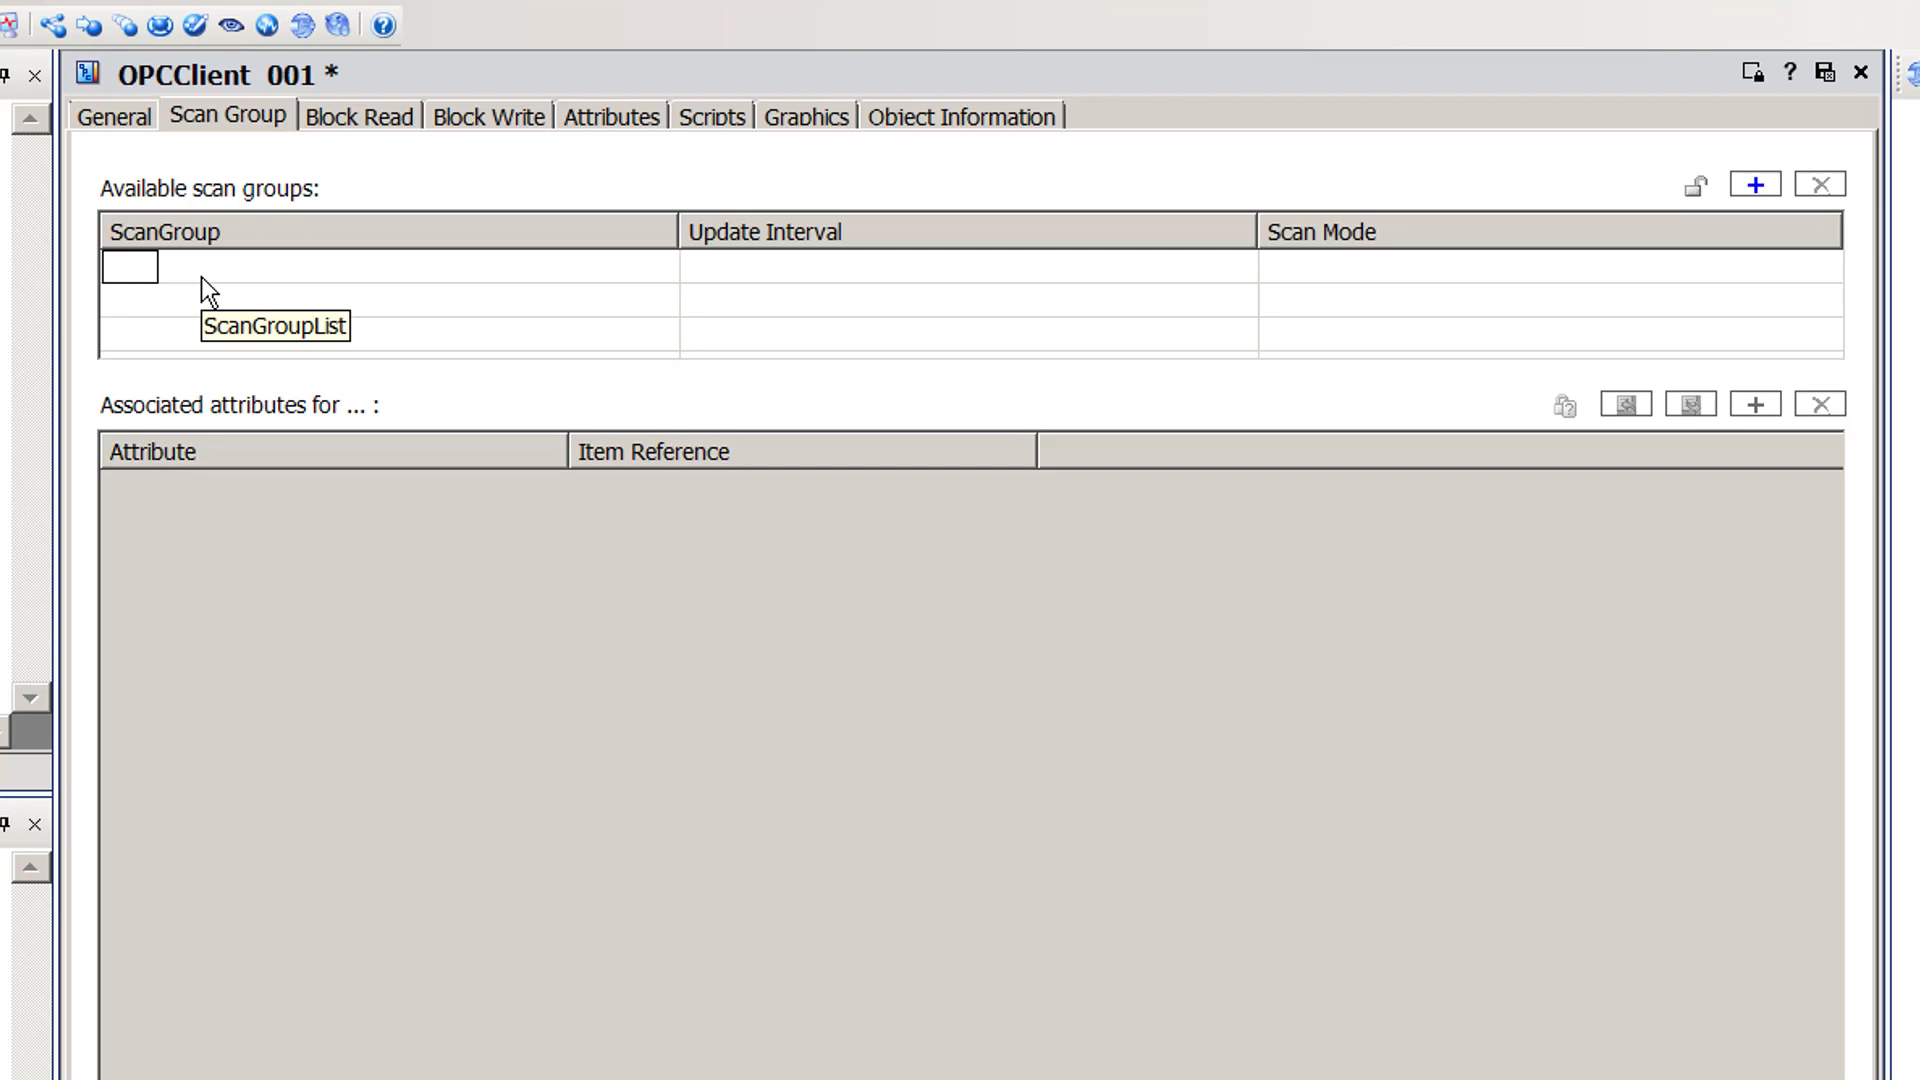 OPCClient_001 *
General
Scan Group
Block Read
Block Write
Attributes
Scripts
Graphics
Object Information
Available scan groups:
ScanGroup
Update Interval
Scan Mode
ScanGroupList
Associated attributes for ... :
Attribute
Item Reference